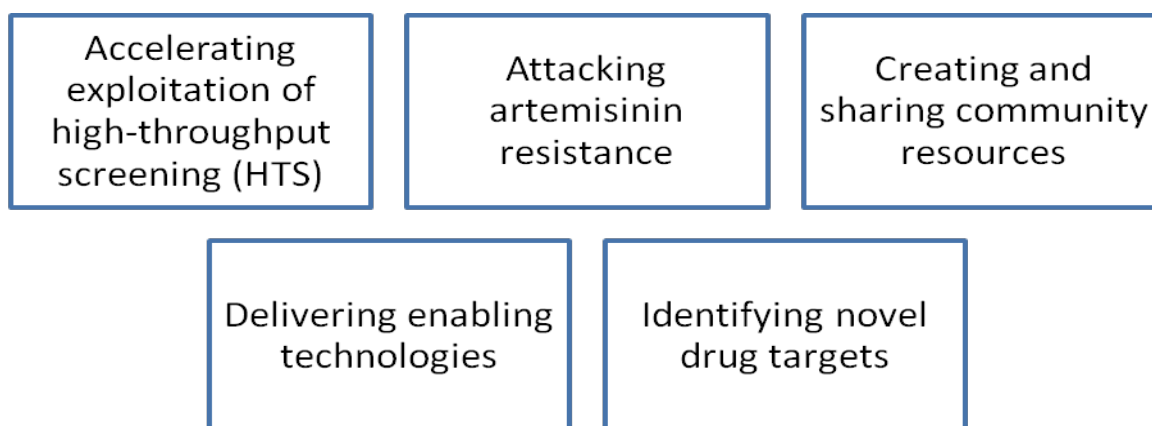 Accelerating
exploitation of
high-throughput
screening (HTS)
Attacking
artemisinin
resistance
Creating and
sharing community
resources
Delivering enabling
technologies
Identifying novel
drug targets